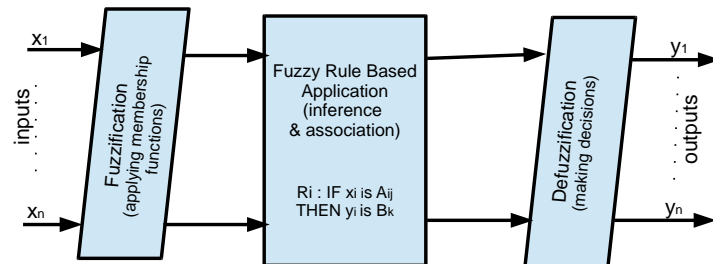 x1
xn
inputs
Fuzzification
(applying membership
functions)
Fuzzy Rule Based
Application
(inference
& association)
Ri : IF xi is Aij
THEN yi is Bk
Defuzzification
(making decisions)
y1
yn
outputs